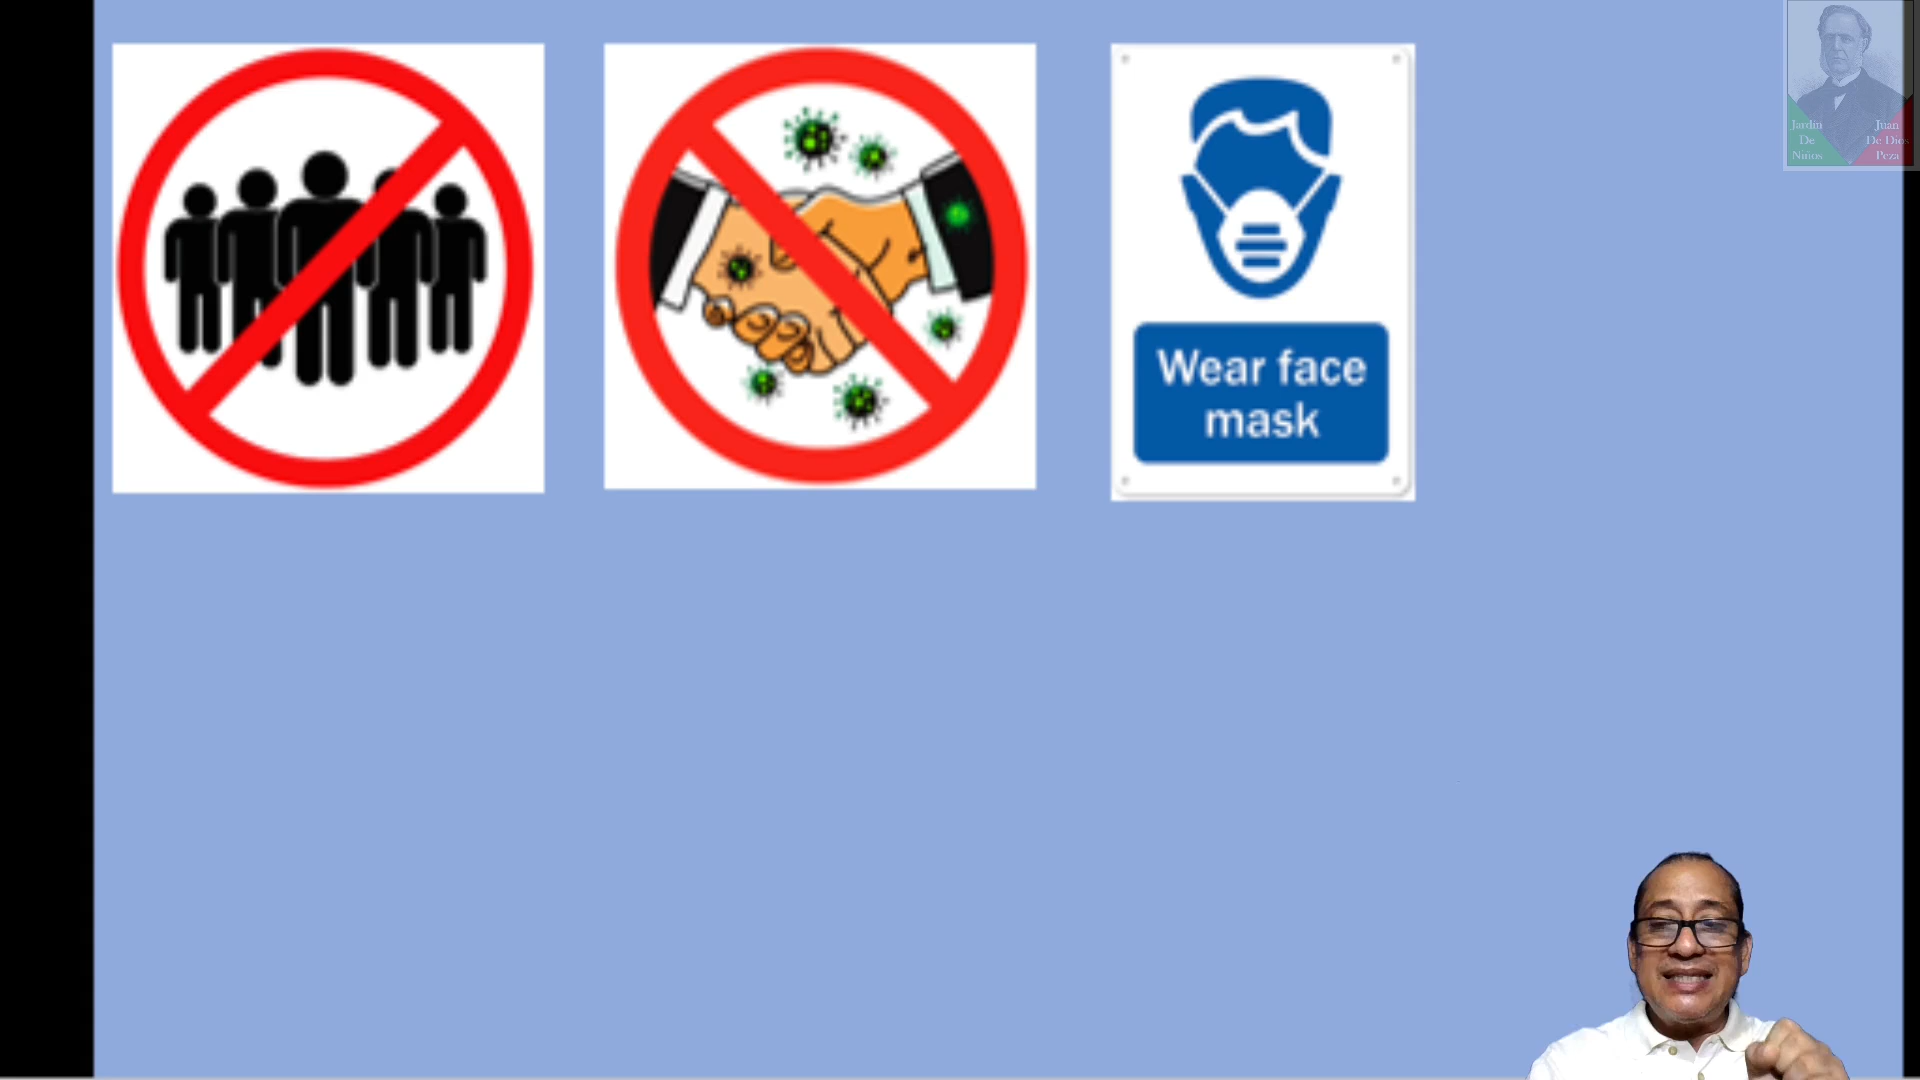 Wear face
mask
Jardin
De
Niños
Juan
De Dios
Peza